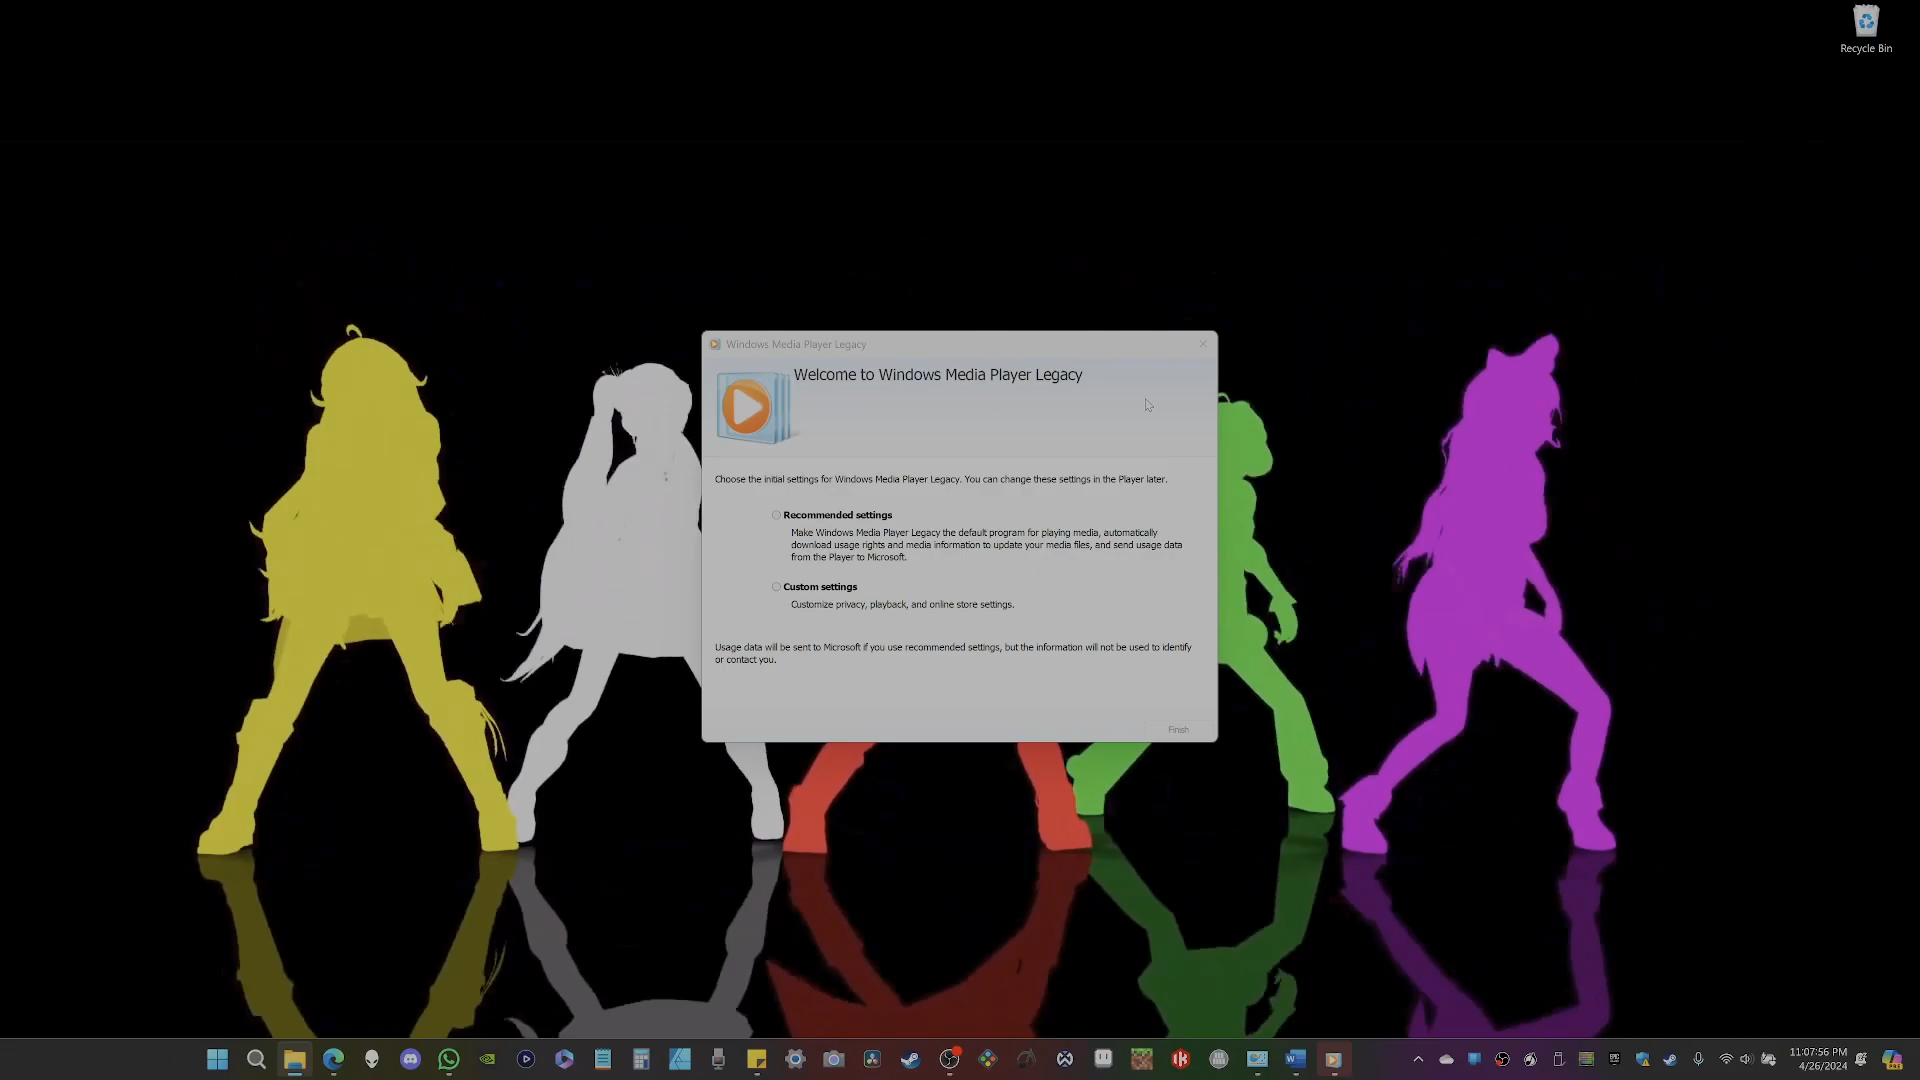 Recycle Bin
Windows Media Player Legacy
Welcome to Windows Media Player Legacy
Choose the initial settings for Windows Media Player Legacy. You can change these settings in the Player later.
Recommended settings
Make Windows Media Player Legacy the default program for playing media, automatically
download usage rights and media information to update your media files, and send usage data
from the Player to Microsoft.
Custom settings
Customize privacy, playback, and online store settings.
Usage data will be sent to Microsoft if you use recommended settings, but the information will not be used to identify
or contact you.
Finish
11:07:56 PM
4/26/2024